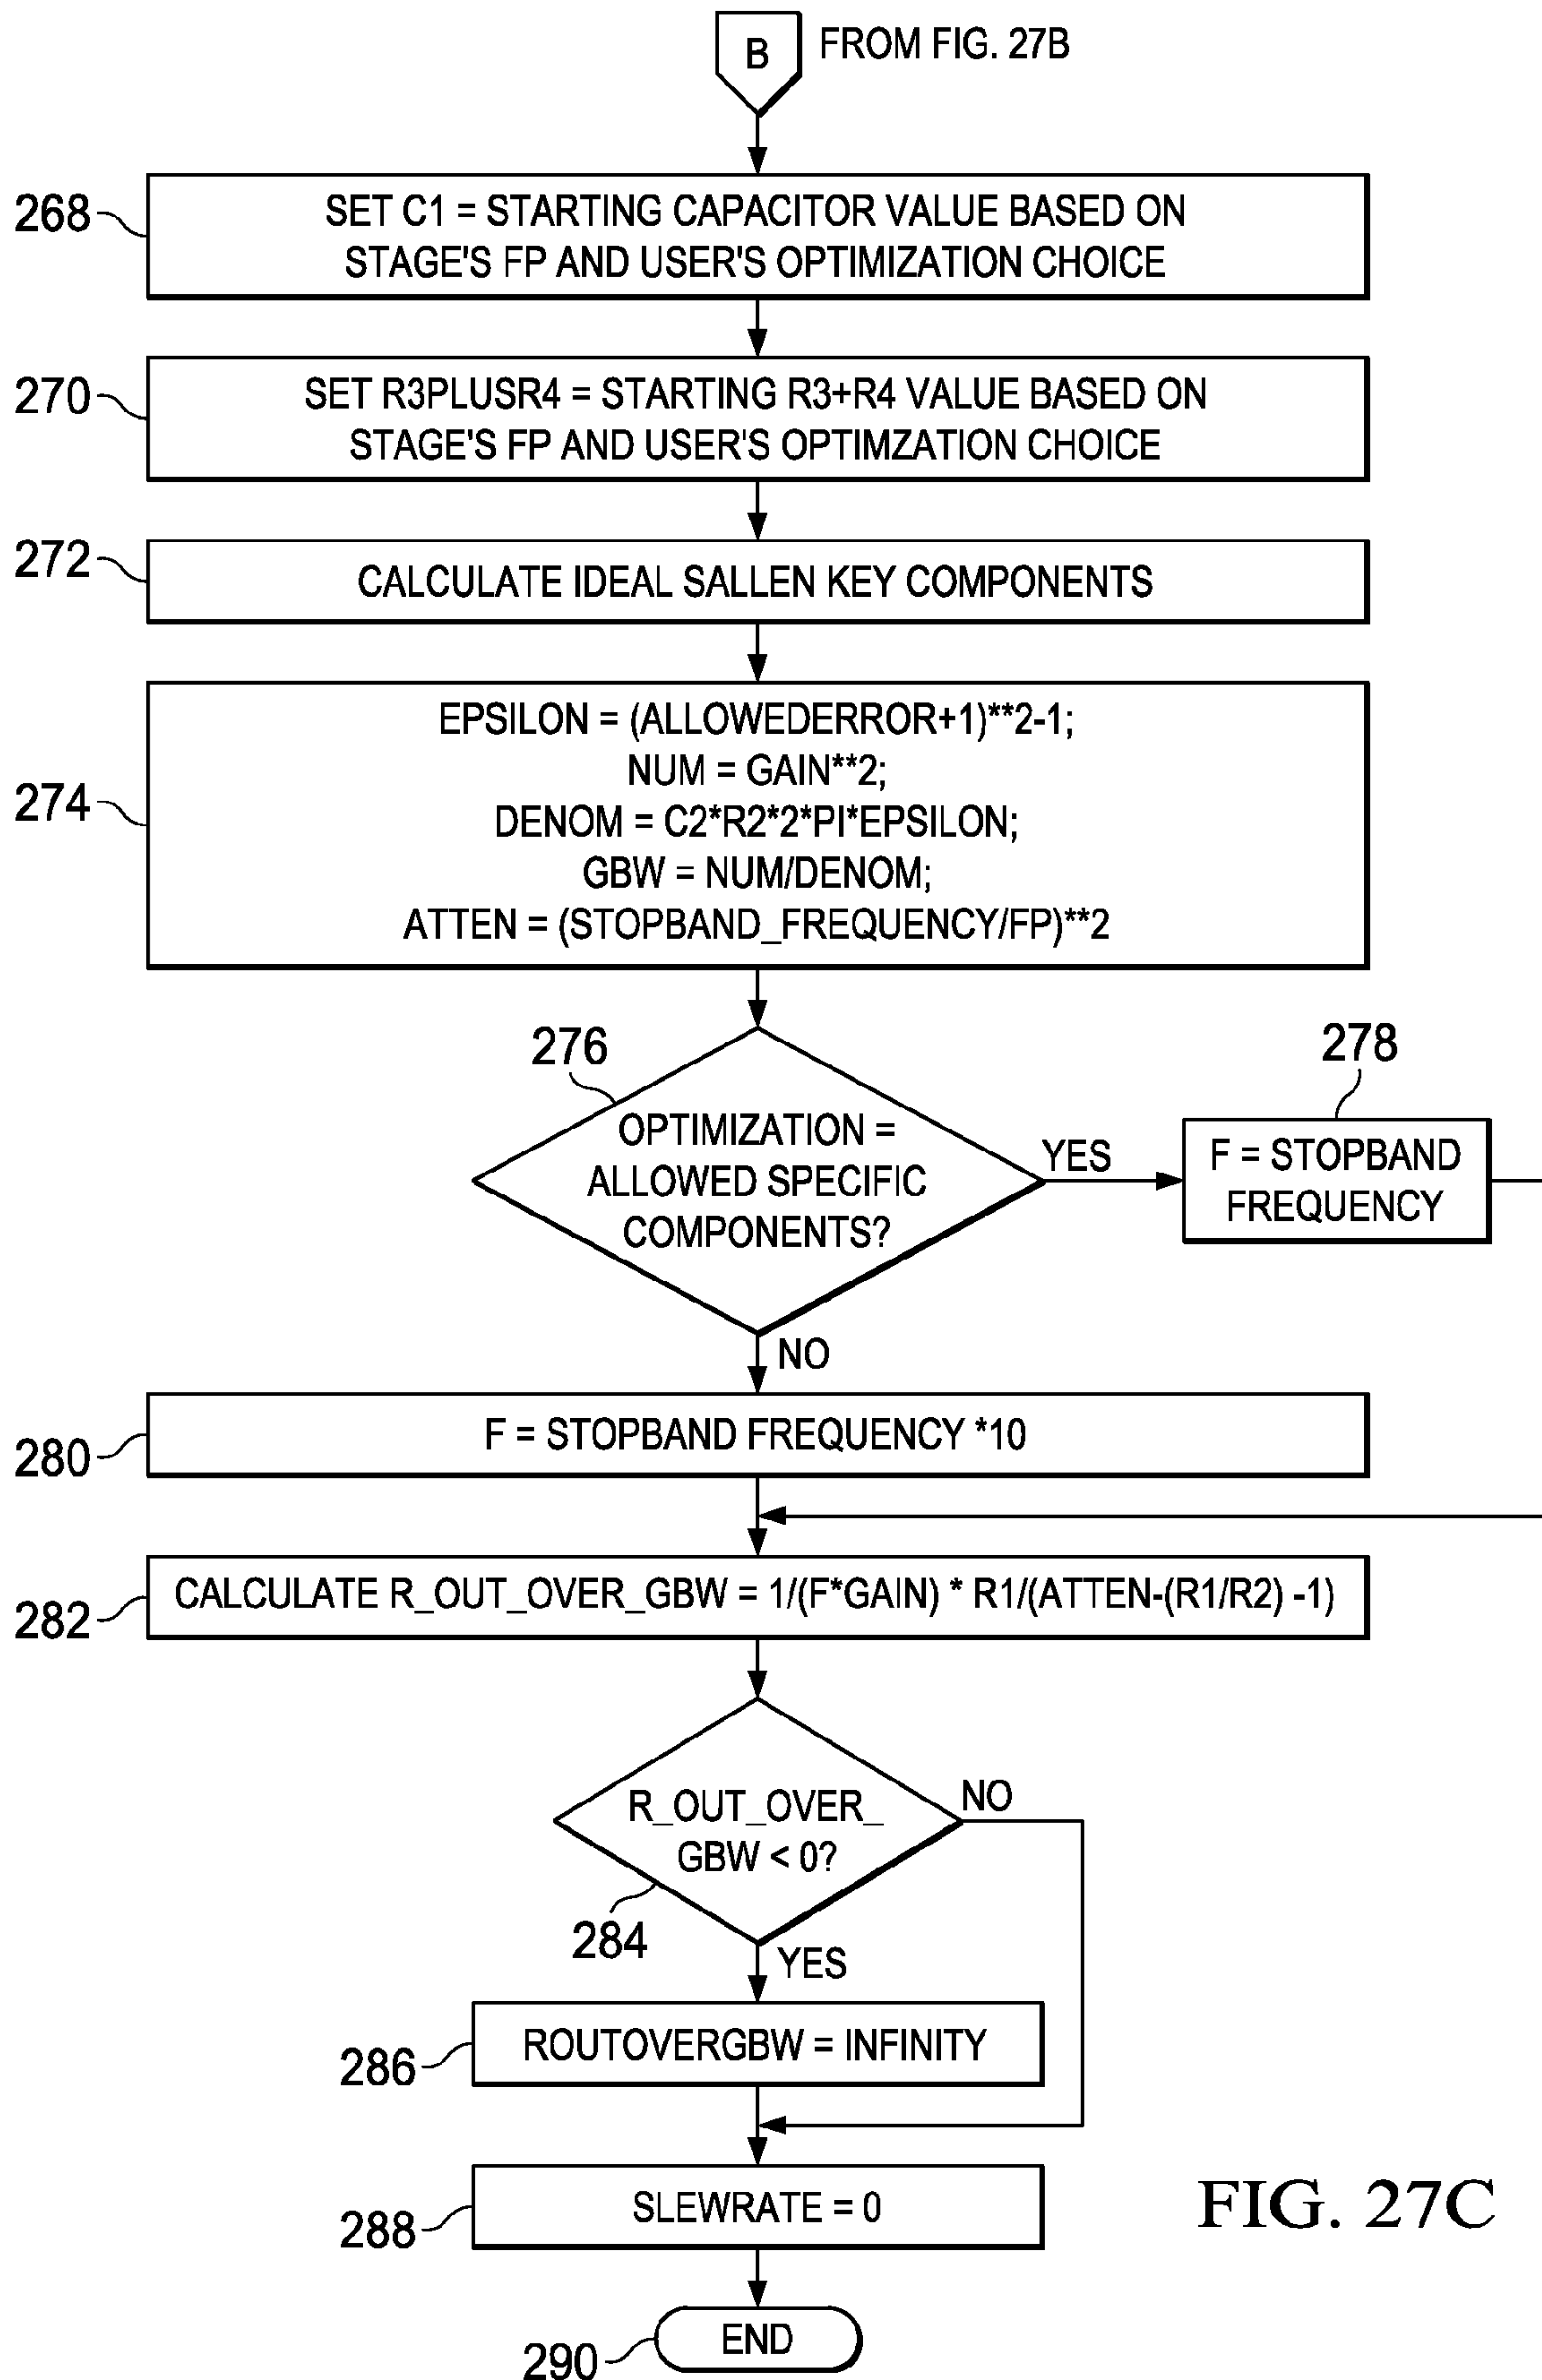 B
FROM FIG. 27B
268
SET C1 = STARTING CAPACITOR VALUE BASED ON
STAGE'S FP AND USER'S OPTIMIZATION CHOICE
270
SET R3PLUSR4 = STARTING R3+R4 VALUE BASED ON
STAGE'S FP AND USER'S OPTIMZATION CHOICE
272
CALCULATE IDEAL SALLEN KEY COMPONENTS
274
EPSILON = (ALLOWEDERROR+1)**2-1;
NUM = GAIN**2;
DENOM = C2*R2*2*PI*EPSILON;
GBW = NUM/DENOM;
ATTEN = (STOPBAND_FREQUENCY/FP)**2
276
OPTIMIZATION =
ALLOWED SPECIFIC
COMPONENTS?
YES
278
F = STOPBAND
FREQUENCY
NO
280
F = STOPBAND FREQUENCY *10
282
CALCULATE R_OUT_OVER_GBW = 1/(F*GAIN) * R1/(ATTEN-(R1/R2) -1)
R_OUT_OVER_
GBW < 0?
NO
284
YES
286
ROUTOVERGBW = INFINITY
288
SLEWRATE = 0
290
END
FIG. 27C